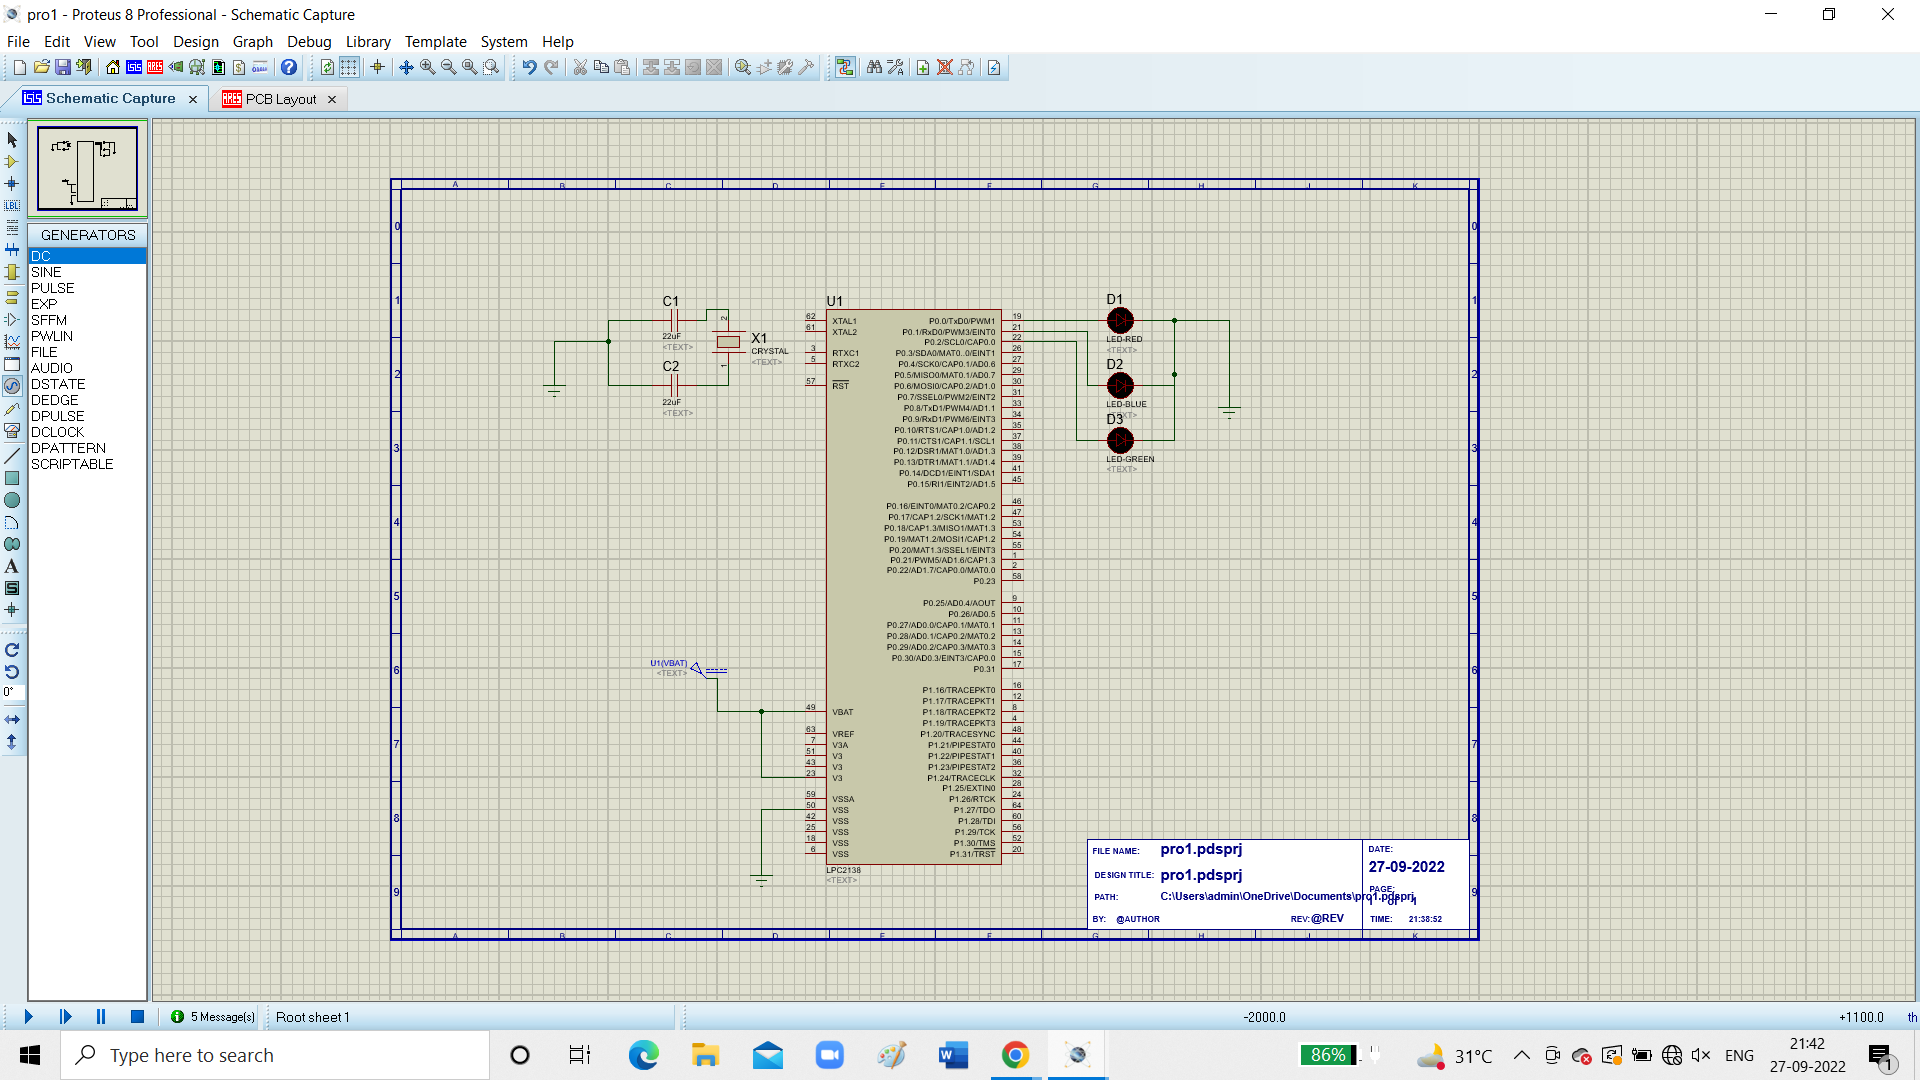 pro1 - Proteus 8 Professional - Schematic Capture
File Edit View Tool Design Graph Debug Library Template System Help
Schematic Capture
PCB Layout
GENERATORS
DC
SINE
PULSE
EXP
SFFM
PWLIN
FILE
AUDIO
DSTATE
DEDGE
DPULSE
DCLOCK
DPATTERN
SCRIPTABLE
LBL
A
S
0°
A B C D E F G H J K
0
1
2
3
4
5
6
7
8
9
C1
22uF
<TEXT>
C2
22uF
<TEXT>
2
1
X1
CRYSTAL
<TEXT>
U1
62 XTAL1
61 XTAL2
3 RTXC1
5 RTXC2
57 RST
49 VBAT
63 VREF
7 V3A
51 V3
43 V3
23 V3
59 VSSA
50 VSS
42 VSS
25 VSS
18 VSS
6 VSS
P0.0/TxD0/PWM1 19
P0.1/RxD0/PWM3/EINT0 21
P0.2/SCL0/CAP0.0 22
P0.3/SDA0/MAT0..0/EINT1 26
P0.4/SCK0/CAP0.1/AD0.6 27
P0.5/MISO0/MAT0.1/AD0.7 29
P0.6/MOSI0/CAP0.2/AD1.0 30
P0.7/SSEL0/PWM2/EINT2 31
P0.8/TxD1/PWM4/AD1.1 33
P0.9/RxD1/PWM6/EINT3 34
P0.10/RTS1/CAP1.0/AD1.2 35
P0.11/CTS1/CAP1.1/SCL1 37
P0.12/DSR1/MAT1.0/AD1.3 38
P0.13/DTR1/MAT1.1/AD1.4 39
P0.14/DCD1/EINT1/SDA1 41
P0.15/RI1/EINT2/AD1.5 45
P0.16/EINT0/MAT0.2/CAP0.2 46
P0.17/CAP1.2/SCK1/MAT1.2 47
P0.18/CAP1.3/MISO1/MAT1.3 53
P0.19/MAT1.2/MOSI1/CAP1.2 54
P0.20/MAT1.3/SSEL1/EINT3 55
P0.21/PWM5/AD1.6/CAP1.3 1
P0.22/AD1.7/CAP0.0/MAT0.0 2
P0.23 58
P0.25/AD0.4/AOUT 9
P0.26/AD0.5 10
P0.27/AD0.0/CAP0.1/MAT0.1 11
P0.28/AD0.1/CAP0.2/MAT0.2 13
P0.29/AD0.2/CAP0.3/MAT0.3 14
P0.30/AD0.3/EINT3/CAP0.0 15
P0.31 17
P1.16/TRACEPKT0 16
P1.17/TRACEPKT1 12
P1.18/TRACEPKT2 8
P1.19/TRACEPKT3 4
P1.20/TRACESYNC 48
P1.21/PIPESTAT0 44
P1.22/PIPESTAT1 40
P1.23/PIPESTAT2 36
P1.24/TRACECLK 32
P1.25/EXTIN0 28
P1.26/RTCK 24
P1.27/TDO 64
P1.28/TDI 60
P1.29/TCK 56
P1.30/TMS 52
P1.31/TRST 20
LPC2138
<TEXT>
U1(VBAT)
<TEXT>
D1
LED-RED
<TEXT>
D2
LED-BLUE
<TEXT>
D3
LED-GREEN
<TEXT>
FILE NAME: pro1.pdsprj
DESIGN TITLE: pro1.pdsprj
PATH: C:\Users\admin\OneDrive\Documents\pro1.pdsprj
BY: @AUTHOR REV:@REV
DATE:
27-09-2022
PAGE:
1 of 1
TIME: 21:38:52
5 Message(s)
Root sheet 1
-2000.0
+1100.0
th
Type here to search
86%
31°C
ENG
21:42
27-09-2022
1